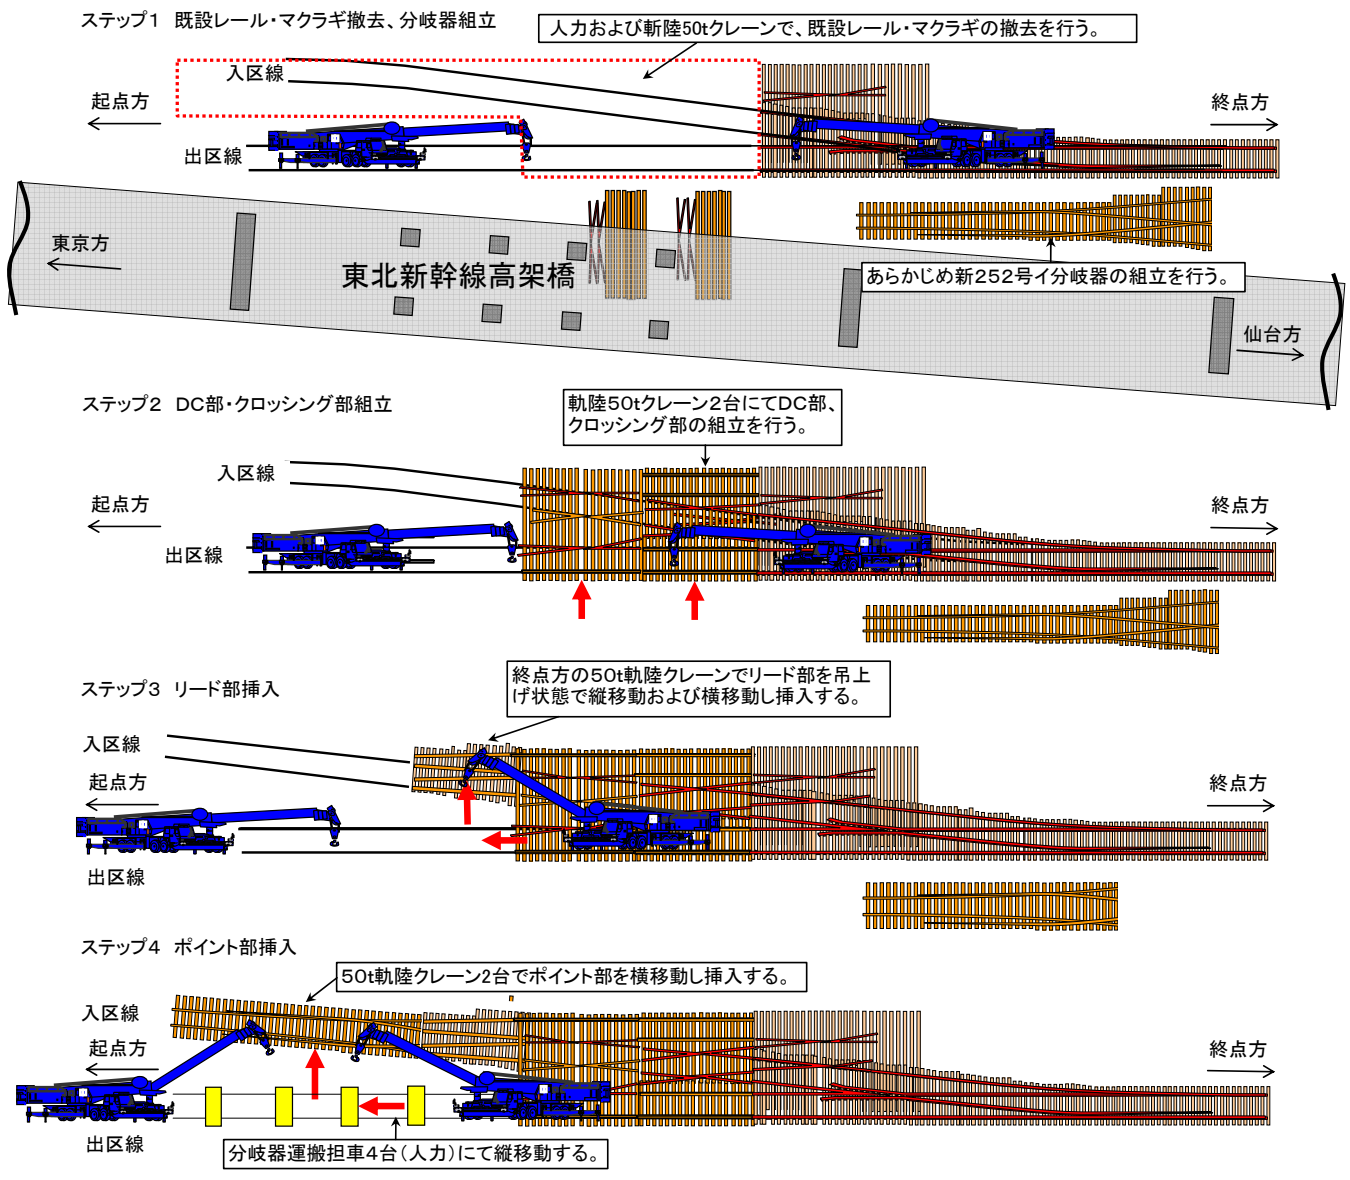 ステップ1 既設レール・マクラギ撤去、分岐器組立
人力および斬陸50tクレーンで、既設レール・マクラギの撤去を行う。
入区線
起点方
終点方
出区線
東京方
東北新幹線高架橋
あらかじめ新252号イ分岐器の組立を行う。
仙台方
ステップ2 DC部・クロッシング部組立
軌陸50tクレーン2台にてDC部、
クロッシング部の組立を行う。
入区線
起点方
終点方
出区線
ステップ3 リード部挿入
終点方の50t軌陸クレーンでリード部を吊上
げ状態で縦移動および横移動し挿入する。
入区線
起点方
終点方
出区線
ステップ4 ポイント部挿入
50t軌陸クレーン2台でポイント部を横移動し挿入する。
入区線
起点方
終点方
出区線
分岐器運搬担車4台(人力)にて縦移動する。